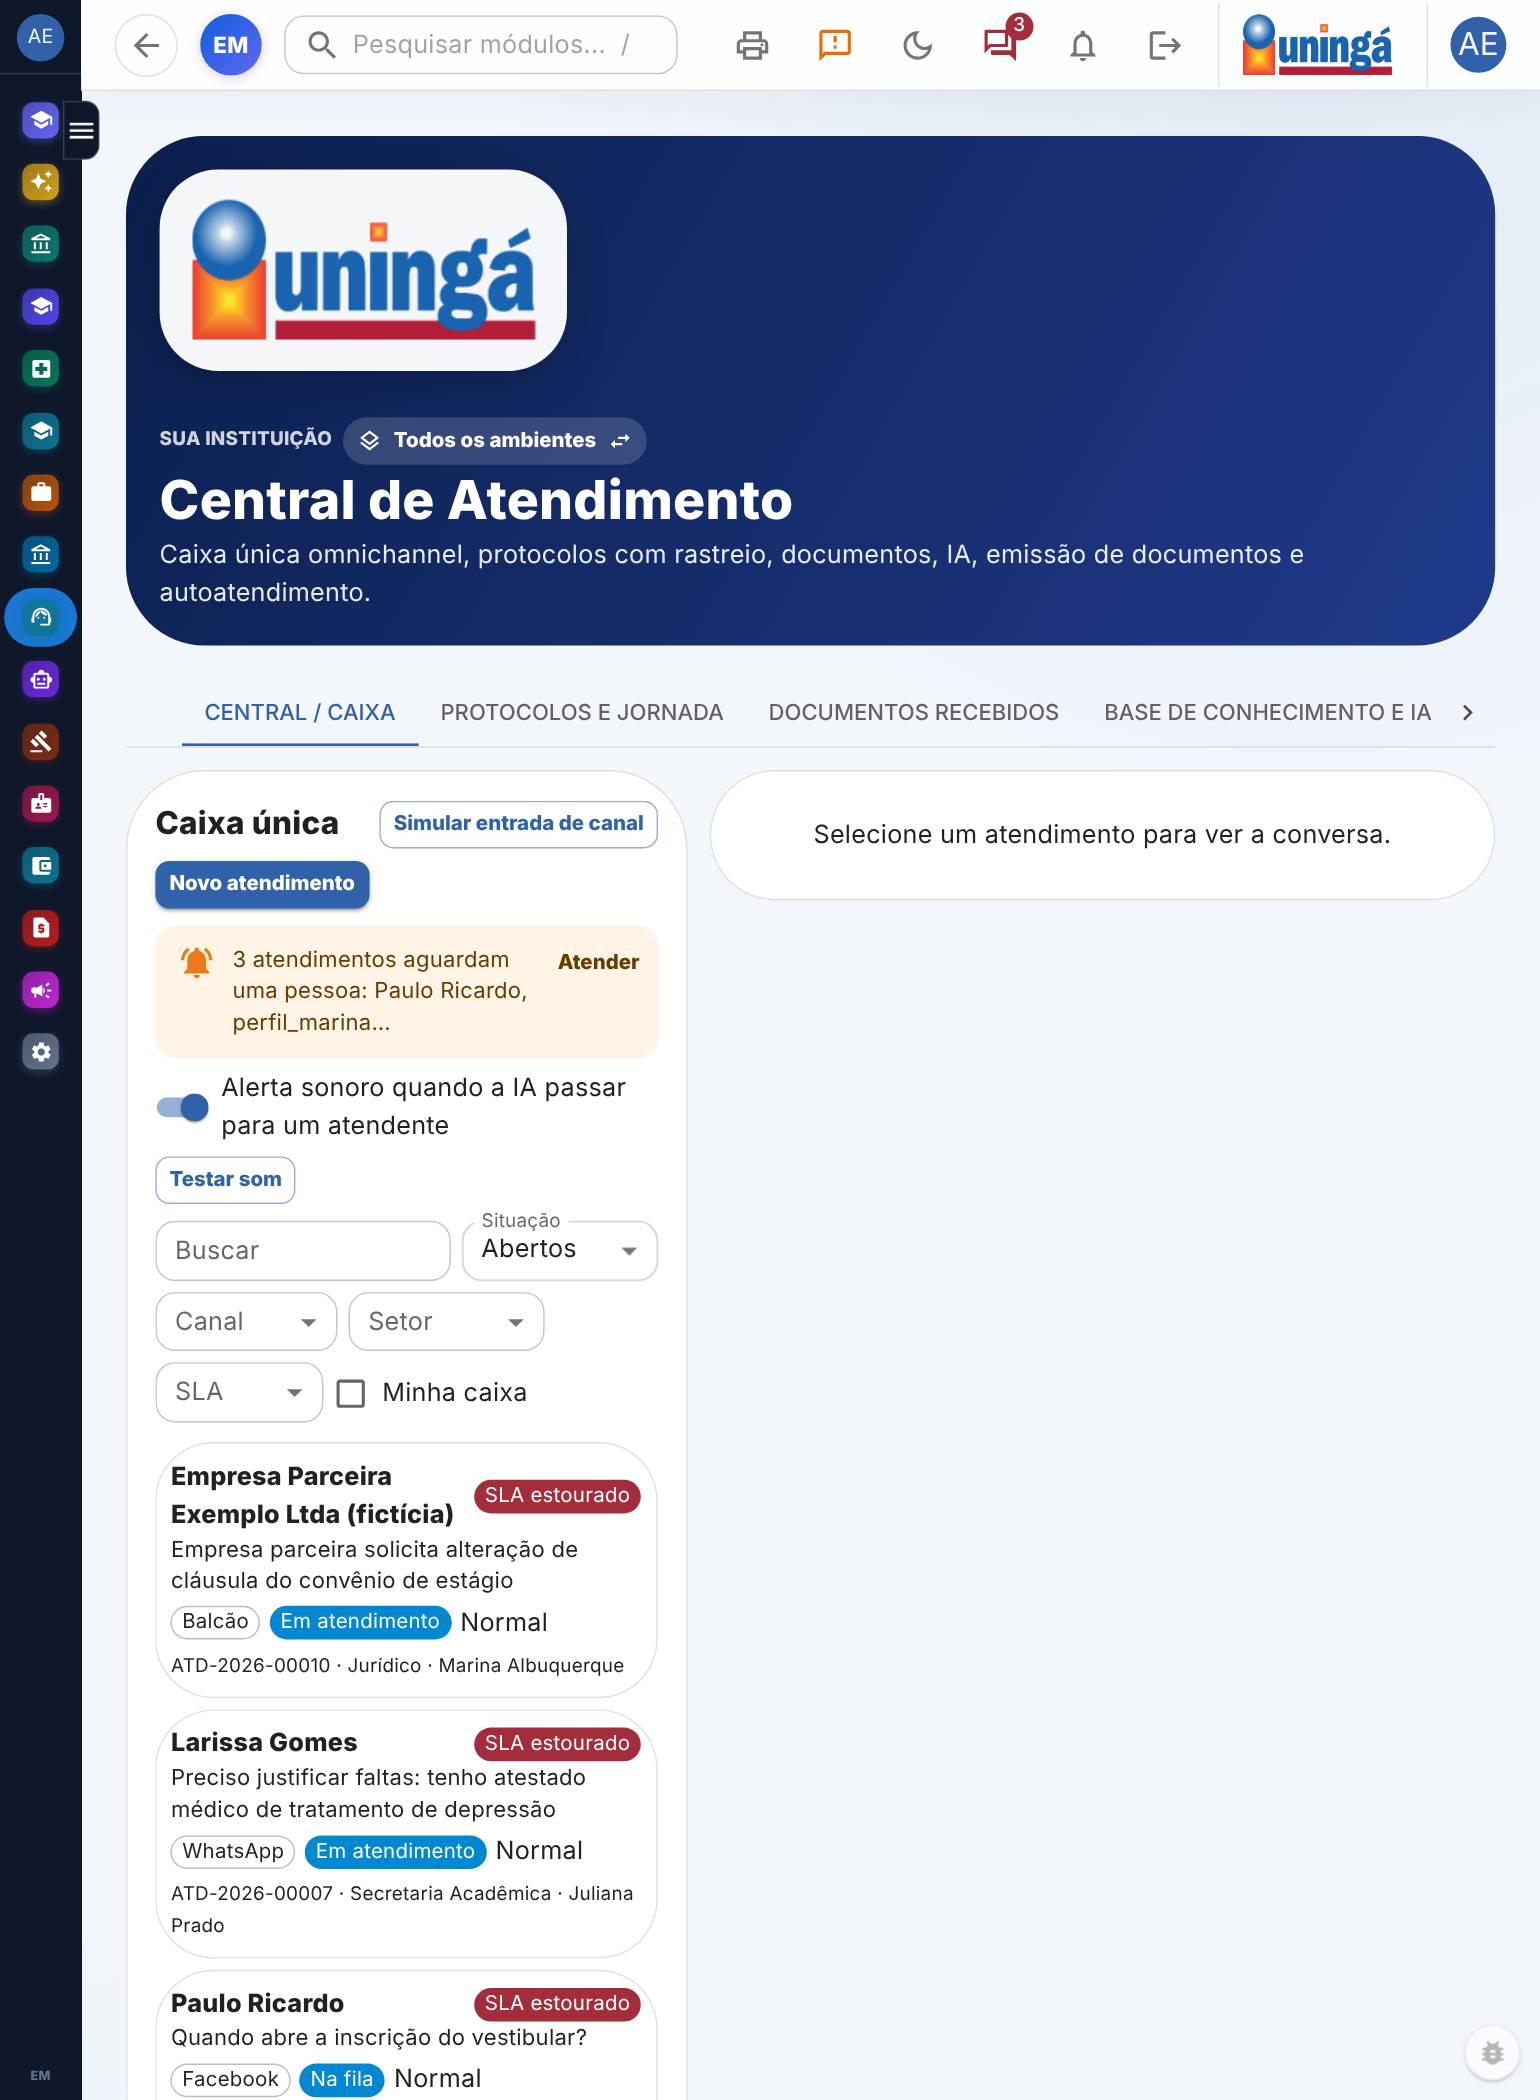 AE
EM
Pesquisar módulos... /
3
uningá
AE
uningá
SUA INSTITUIÇÃO
Todos os ambientes
Central de Atendimento
Caixa única omnichannel, protocolos com rastreio, documentos, IA, emissão de documentos e
autoatendimento.
CENTRAL / CAIXA
PROTOCOLOS E JORNADA
DOCUMENTOS RECEBIDOS
BASE DE CONHECIMENTO E IA
Caixa única
Simular entrada de canal
Novo atendimento
3 atendimentos aguardam
uma pessoa: Paulo Ricardo,
perfil_marina...
Atender
Alerta sonoro quando a IA passar
para um atendente
Testar som
Buscar
Situação
Abertos
Canal
Setor
SLA
Minha caixa
Empresa Parceira
Exemplo Ltda (fictícia)
SLA estourado
Empresa parceira solicita alteração de
cláusula do convênio de estágio
Balcão
Em atendimento
Normal
ATD-2026-00010 · Jurídico · Marina Albuquerque
Larissa Gomes
SLA estourado
Preciso justificar faltas: tenho atestado
médico de tratamento de depressão
WhatsApp
Em atendimento
Normal
ATD-2026-00007 · Secretaria Acadêmica · Juliana
Prado
Paulo Ricardo
SLA estourado
Quando abre a inscrição do vestibular?
Facebook
Na fila
Normal
Selecione um atendimento para ver a conversa.
EM